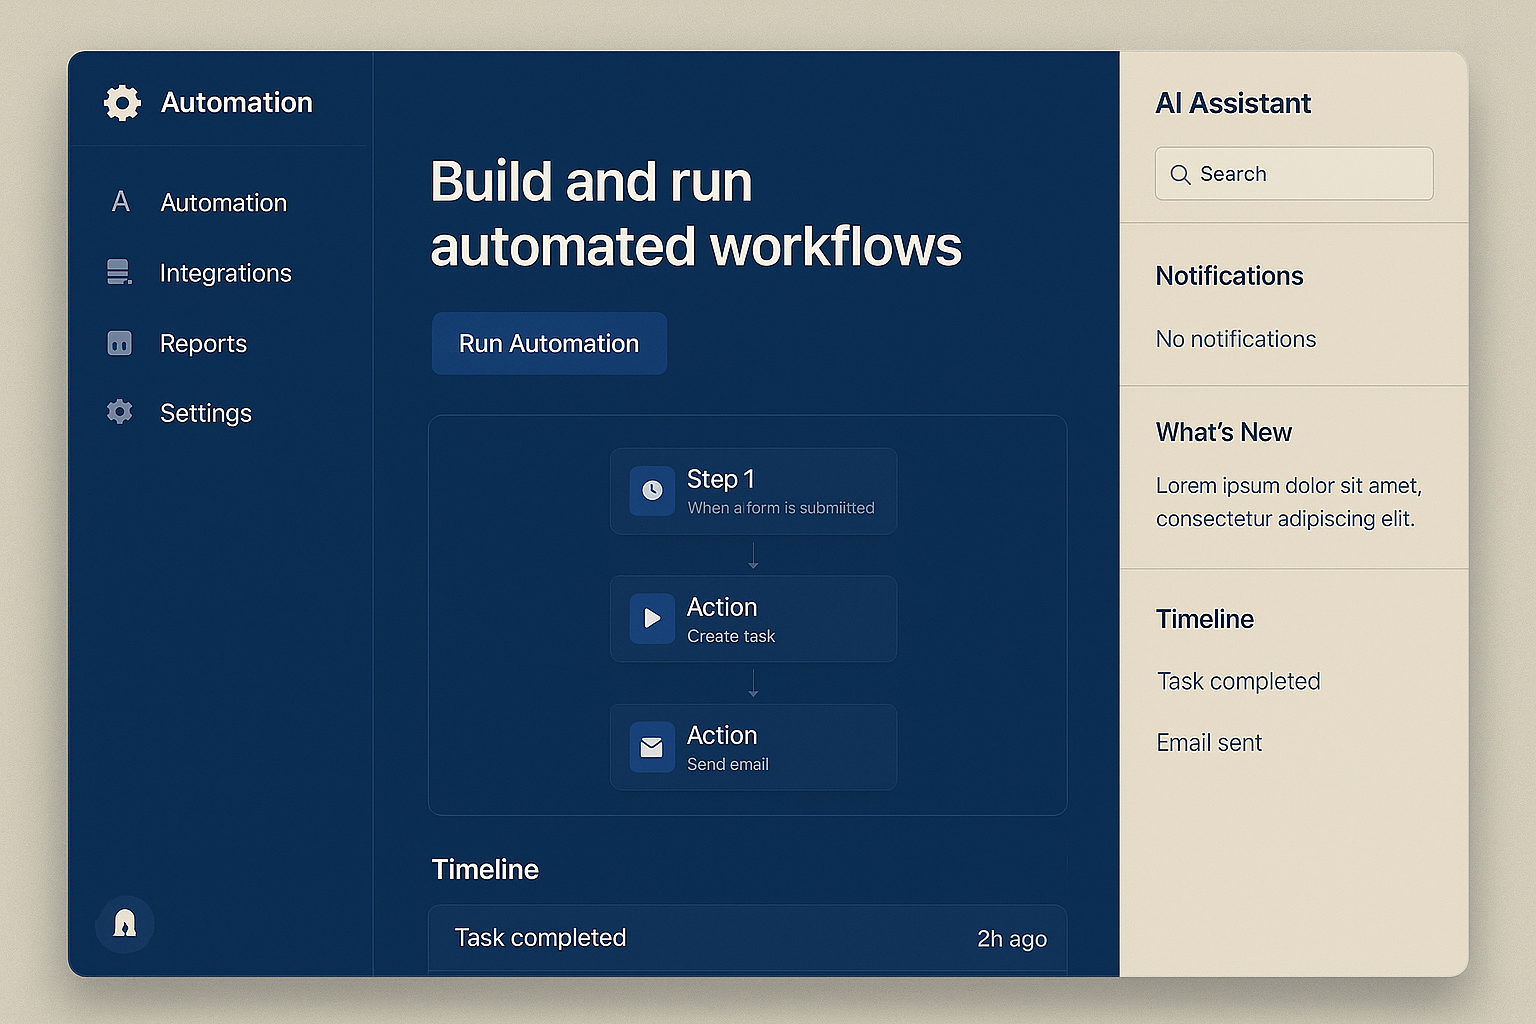 Automation
A Automation
Integrations
Reports
Settings
Build and run
automated workflows
Run Automation
Step 1
When a form is submiitted
Action
Create task
Action
Send email
Timeline
Task completed 2h ago
AI Assistant
Search
Notifications
No notifications
What's New
Lorem ipsum dolor sit amet,
consectetur adipiscing elit.
Timeline
Task completed
Email sent